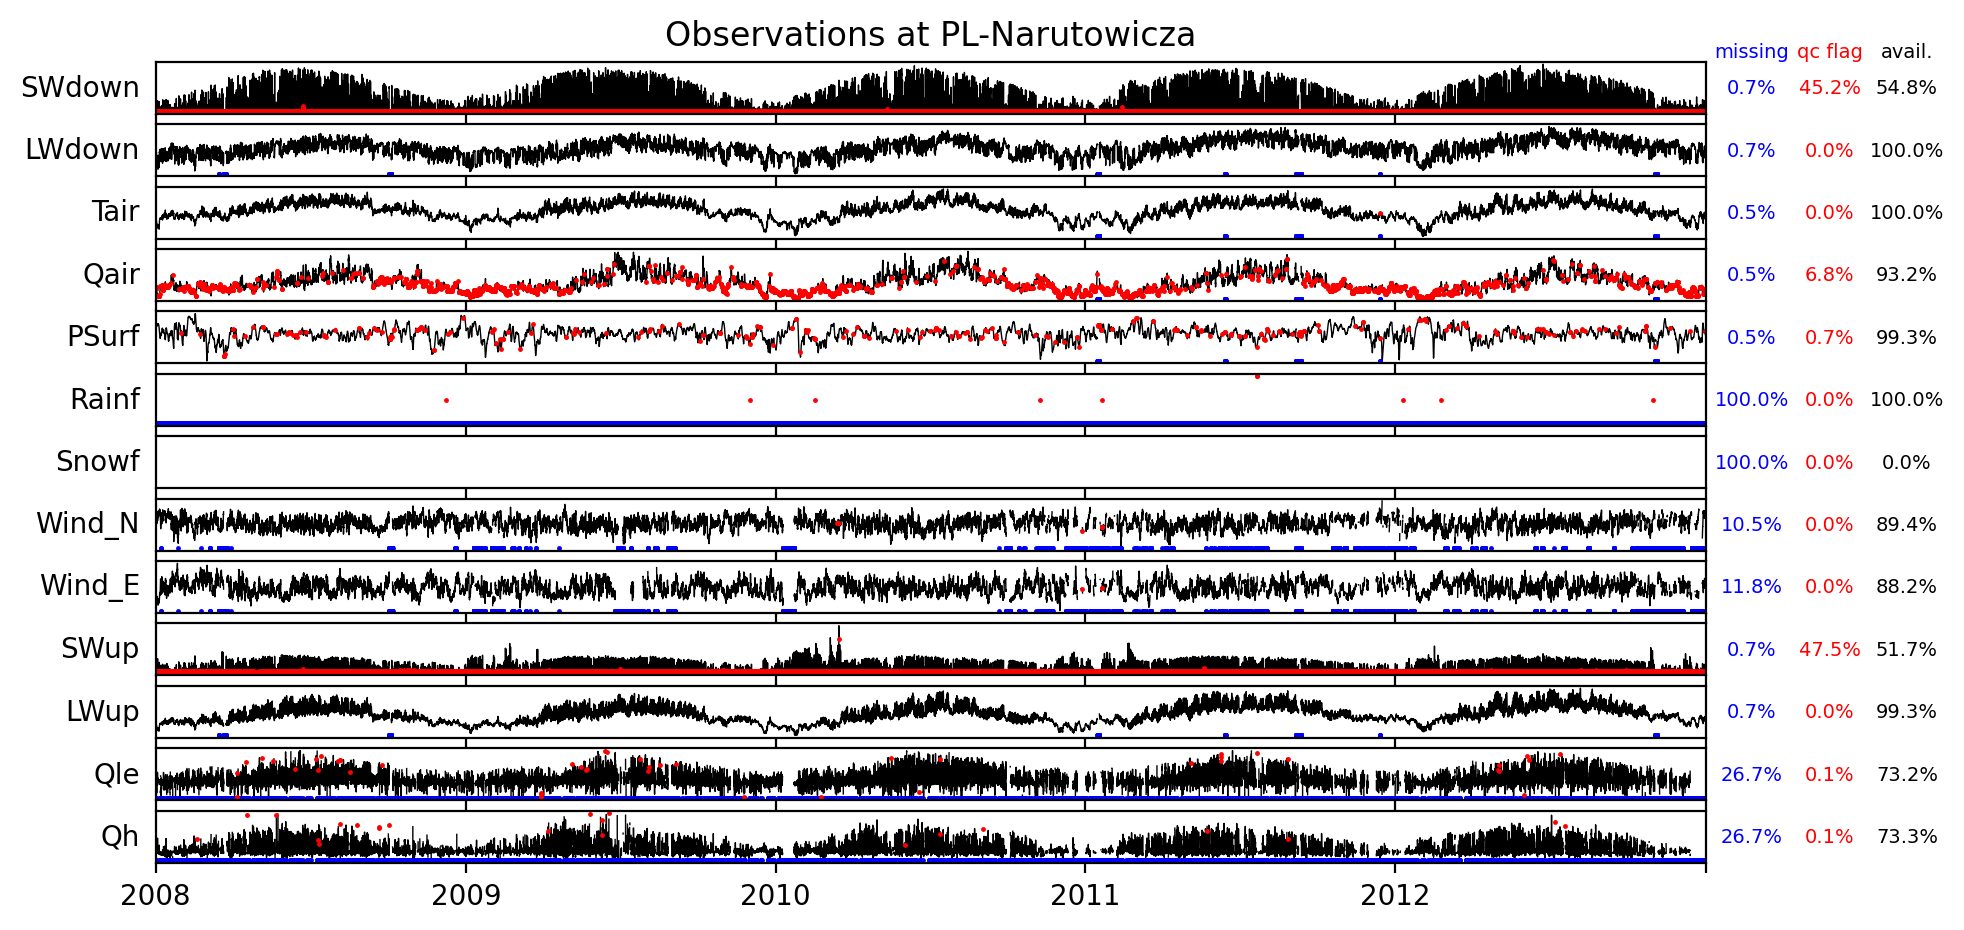 Observations at PL-Narutowicza
missing qc flag avail.
SWdown 0.7% 45.2% 54.8%
LWdown 0.7% 0.0% 100.0%
Tair 0.5% 0.0% 100.0%
Qair 0.5% 6.8% 93.2%
PSurf 0.5% 0.7% 99.3%
Rainf 100.0% 0.0% 100.0%
Snowf 100.0% 0.0% 0.0%
Wind_N 10.5% 0.0% 89.4%
Wind_E 11.8% 0.0% 88.2%
SWup 0.7% 47.5% 51.7%
LWup 0.7% 0.0% 99.3%
Qle 26.7% 0.1% 73.2%
Qh 26.7% 0.1% 73.3%
2008 2009 2010 2011 2012